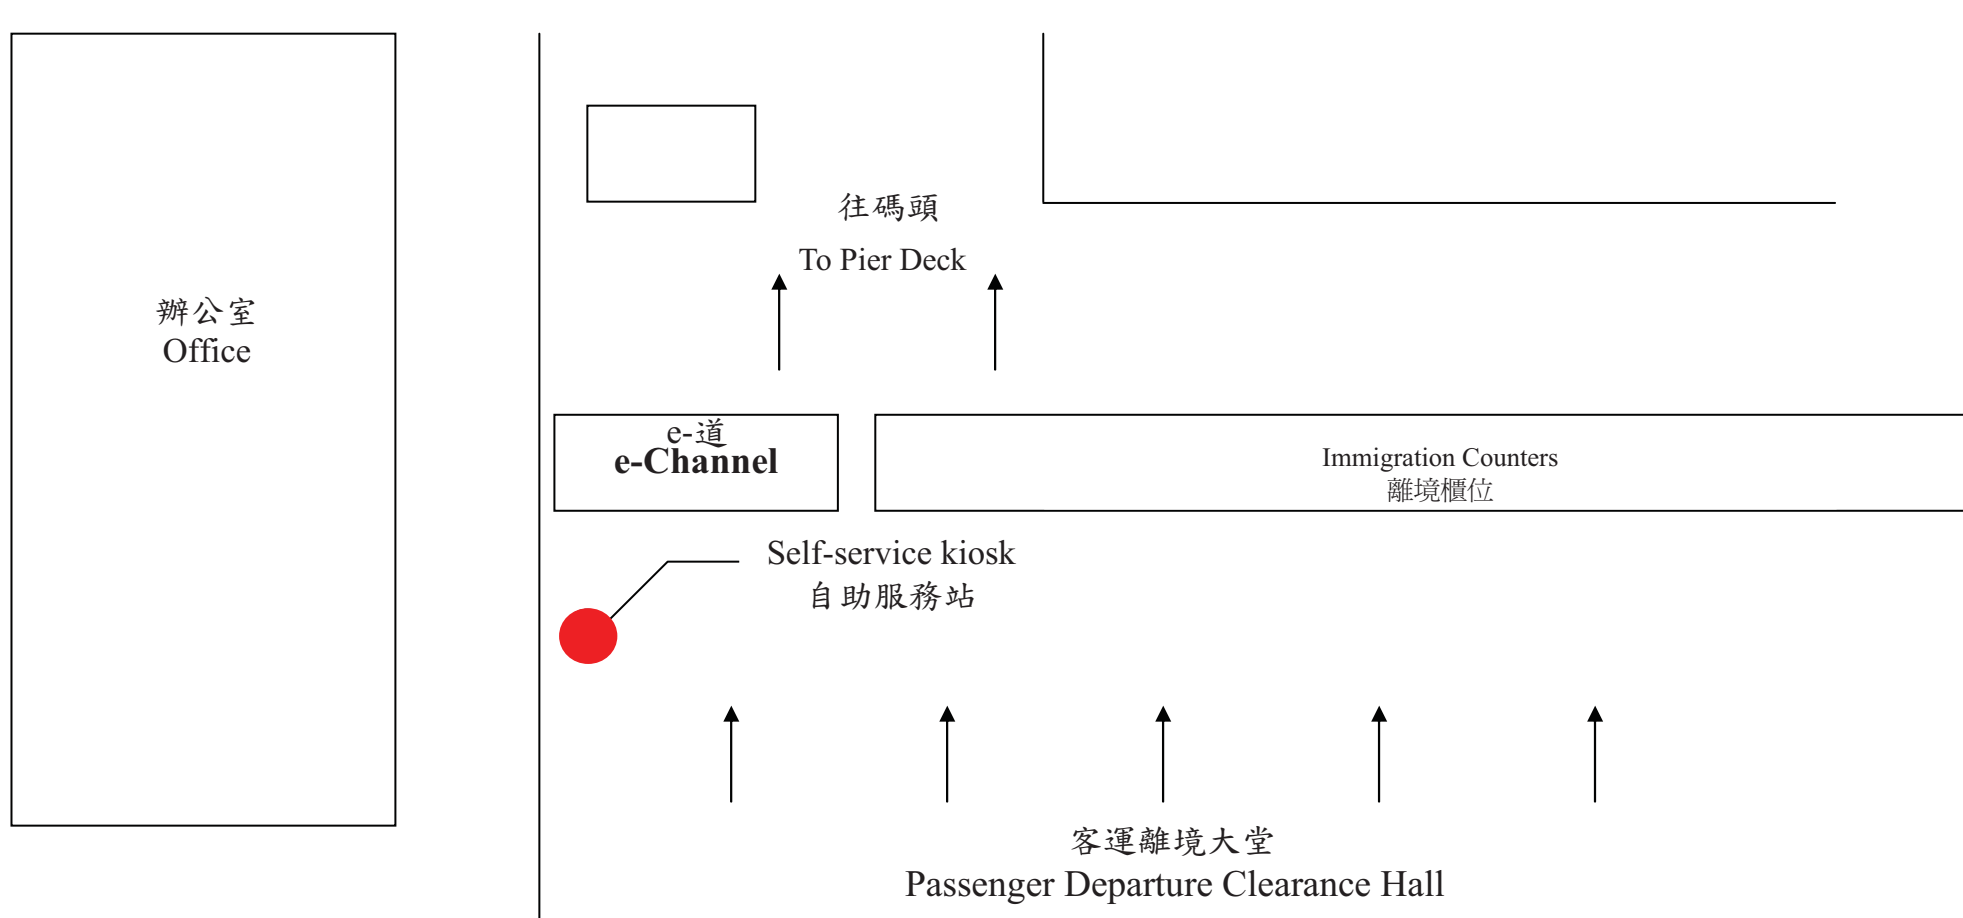 往碼頭
To Pier Deck
辦公室
Office
e-道
e-Channel
Immigration Counters
離境櫃位
Self-service kiosk
自助服務站
客運離境大堂
Passenger Departure Clearance Hall